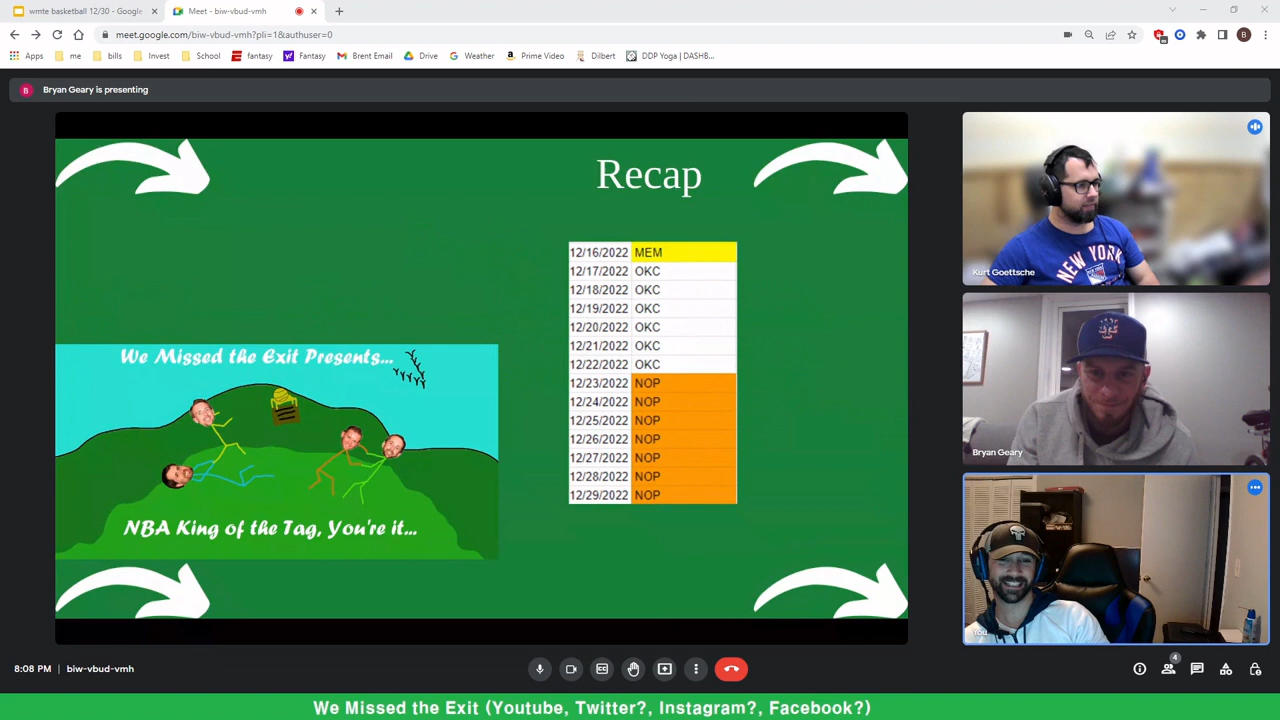 wmte basketball 12/30 - Google
Meet - biw-vbud-vmh
meet.google.com/biw-vbud-vmh?pli=1&authuser=0
Apps me bills Invest School fantasy Fantasy Brent Email Drive Weather Prime Video Dilbert DDP Yoga | DASHB...
B Bryan Geary is presenting
Recap
12/16/2022 MEM
12/17/2022 OKC
12/18/2022 OKC
12/19/2022 OKC
12/20/2022 OKC
12/21/2022 OKC
12/22/2022 OKC
12/23/2022 NOP
12/24/2022 NOP
12/25/2022 NOP
12/26/2022 NOP
12/27/2022 NOP
12/28/2022 NOP
12/29/2022 NOP
We Missed the Exit Presents...
NBA King of the Tag, You're it...
NEW YORK
Kurt Goettsche
Bryan Geary
You
8:08 PM | biw-vbud-vmh
4
We Missed the Exit (Youtube, Twitter?, Instagram?, Facebook?)